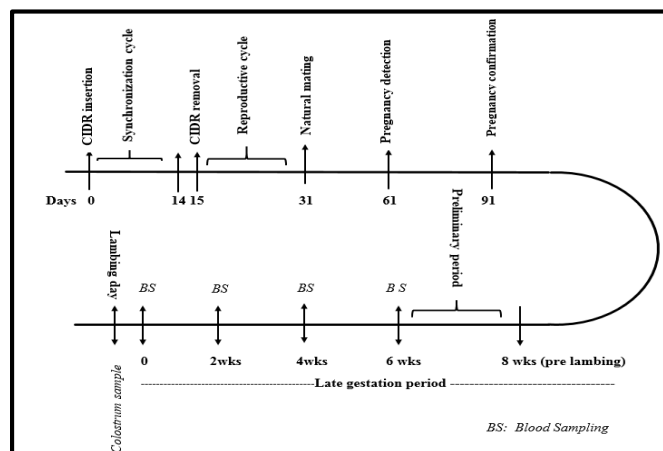 CIDR insertion
Synchronization cycle
CIDR removal
Reproductive cycle
Natural mating
Pregnancy detection
Pregnancy confirmation
Days 0 14 15 31 61 91
Lambing day
BS BS BS B S
Preliminary period
0 2wks 4wks 6 wks 8 wks (pre lambing)
Late gestation period
Colostrum sample
BS: Blood Sampling